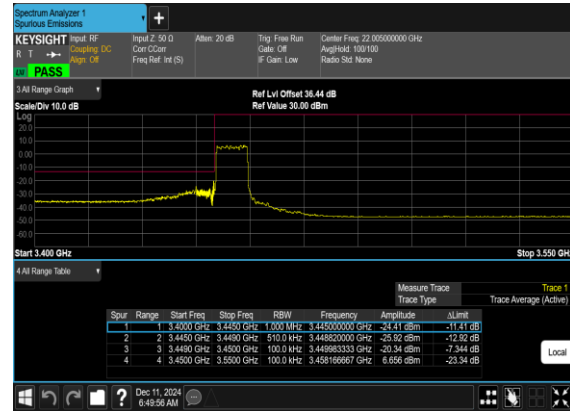 Spectrum Analyzer 1
Spurious Emissions
+
KEYSIGHT Input: RF Input Z: 50 Ω Atten: 20 dB Trig: Free Run Center Freq: 22.005000000 GHz
R T Coupling: DC Corr CCorr Gate: Off Avg|Hold: 100/100
Align: Off Freq Ref: Int (S) IF Gain: Low Radio Std: None
PASS
3 All Range Graph
Ref Lvl Offset 36.44 dB
Scale/Div 10.0 dB Ref Value 30.00 dBm
Log
20.0
10.0
0.00
-10.0
-20.0
-30.0
-40.0
-50.0
-60.0
Start 3.400 GHz Stop 3.550 GHz
4 All Range Table
Measure Trace Trace 1
Trace Type Trace Average (Active)
Spur Range Start Freq Stop Freq RBW Frequency Amplitude ΔLimit
1 1 3.4000 GHz 3.4450 GHz 1.000 MHz 3.445000000 GHz -24.41 dBm -11.41 dB
2 2 3.4450 GHz 3.4490 GHz 510.0 kHz 3.448820000 GHz -25.92 dBm -12.92 dB
3 3 3.4490 GHz 3.4500 GHz 100.0 kHz 3.449983333 GHz -20.34 dBm -7.344 dB
4 4 3.4500 GHz 3.5500 GHz 100.0 kHz 3.458166667 GHz 6.656 dBm -23.34 dB
Local
?
Dec 11, 2024
6:49:56 AM